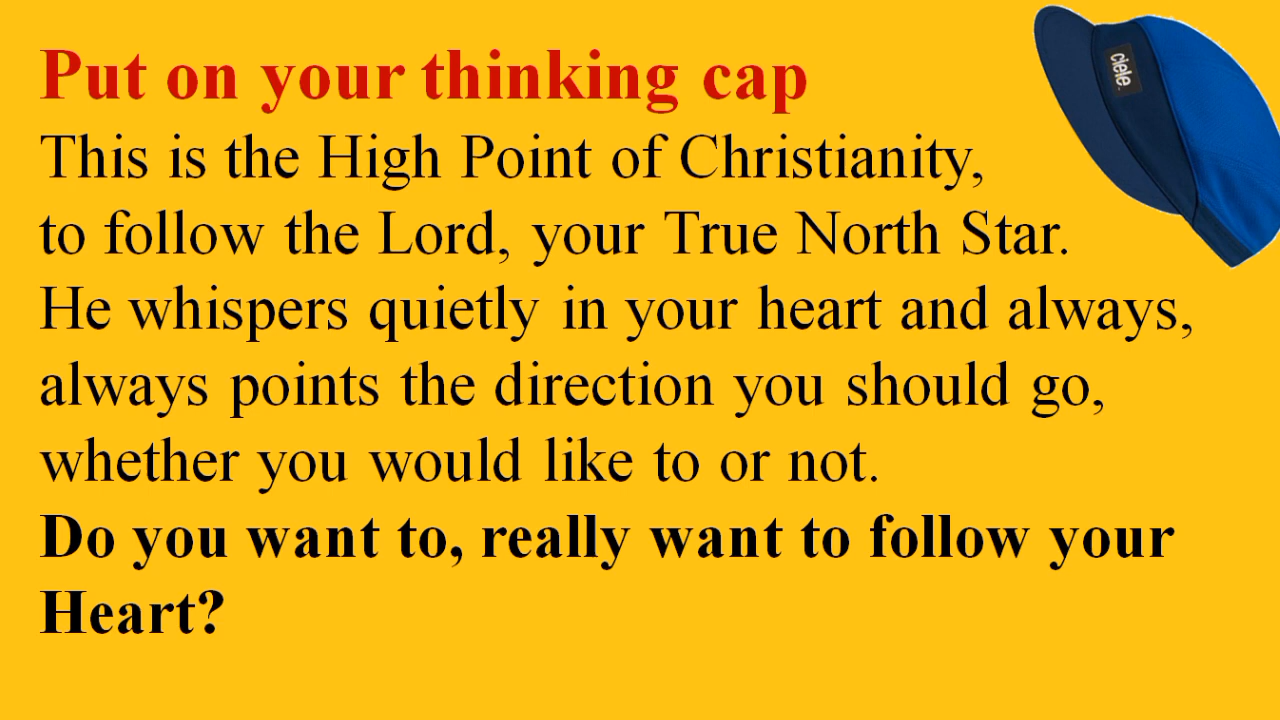 Put on your thinking cap
ciele
This is the High Point of Christianity,
to follow the Lord, your True North Star.
He whispers quietly in your heart and always,
always points the direction you should go,
whether you would like to or not.
Do you want to, really want to follow your
Heart?